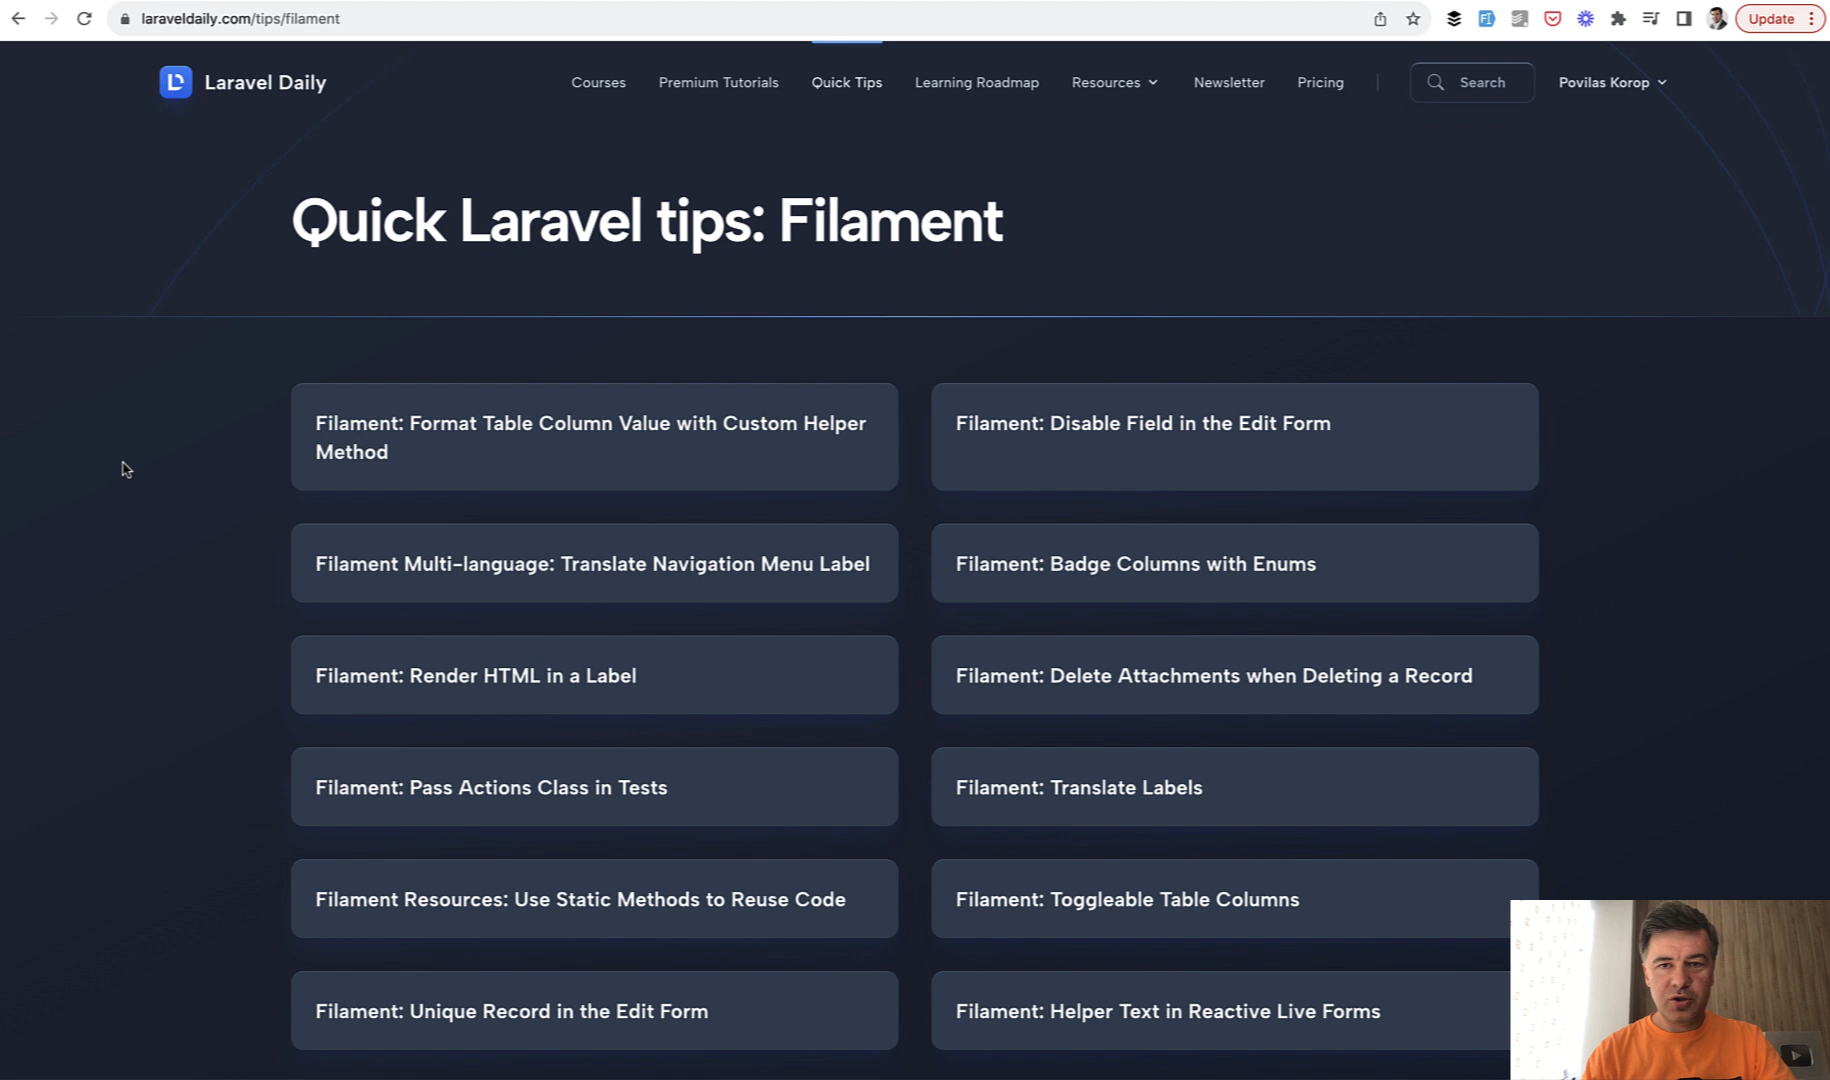 laraveldaily.com/tips/filament
Update
Laravel Daily
Courses
Premium Tutorials
Quick Tips
Learning Roadmap
Resources
Newsletter
Pricing
Search
Povilas Korop
Quick Laravel tips: Filament
Filament: Format Table Column Value with Custom Helper
Method
Filament: Disable Field in the Edit Form
Filament Multi-language: Translate Navigation Menu Label
Filament: Badge Columns with Enums
Filament: Render HTML in a Label
Filament: Delete Attachments when Deleting a Record
Filament: Pass Actions Class in Tests
Filament: Translate Labels
Filament Resources: Use Static Methods to Reuse Code
Filament: Toggleable Table Columns
Filament: Unique Record in the Edit Form
Filament: Helper Text in Reactive Live Forms